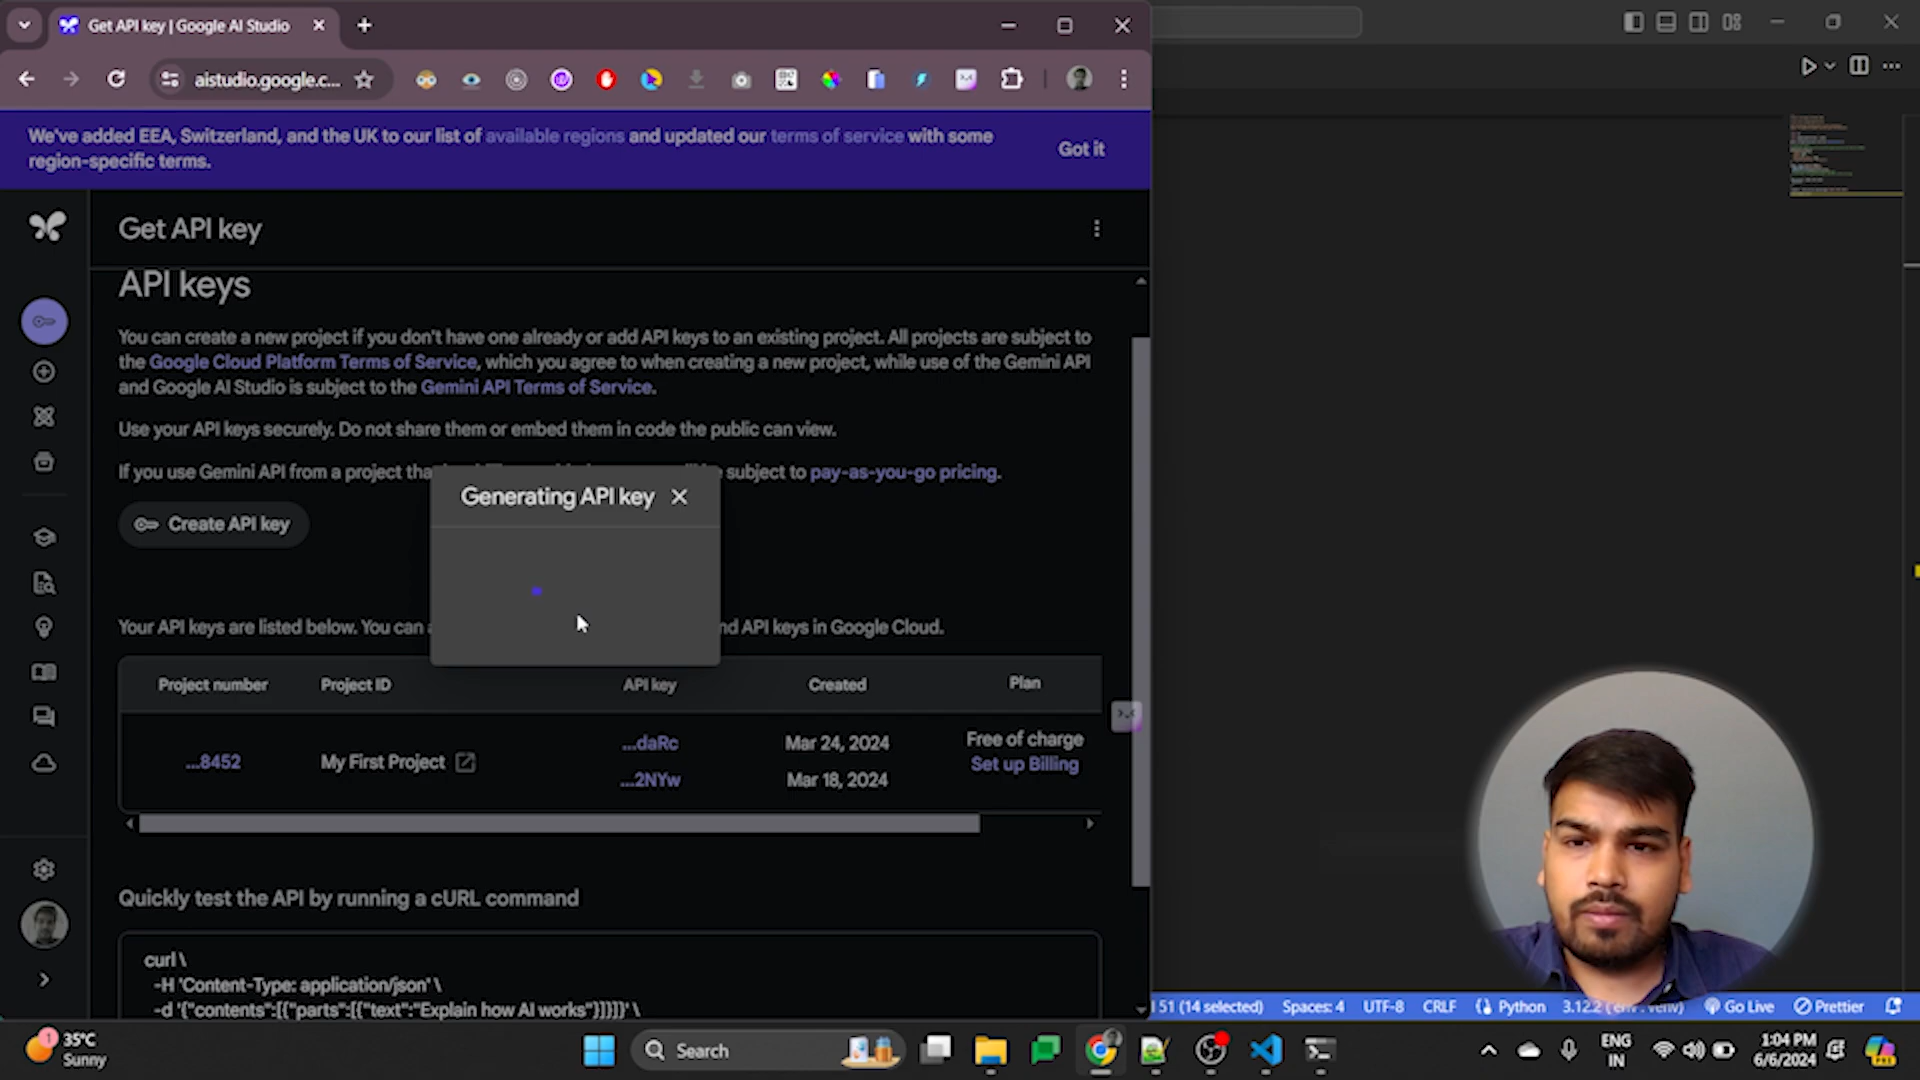 Get API key | Google AI Studio
aistudio.google.c...
We've added EEA, Switzerland, and the UK to our list of available regions and updated our terms of service with some
region-specific terms.
Got it
Get API key
API keys
You can create a new project if you don't have one already or add API keys to an existing project. All projects are subject to
the Google Cloud Platform Terms of Service, which you agree to when creating a new project, while use of the Gemini API
and Google AI Studio is subject to the Gemini API Terms of Service.
Use your API keys securely. Do not share them or embed them in code the public can view.
If you use Gemini API from a project tha subject to pay-as-you-go pricing.
Generating API key
Create API key
Your API keys are listed below. You can a nd API keys in Google Cloud.
Project number Project ID API key Created Plan
...8452 My First Project ...daRc Mar 24, 2024 Free of charge
...2NYw Mar 18, 2024 Set up Billing
Quickly test the API by running a cURL command
curl \
-H 'Content-Type: application/json' \
-d '{"contents":[{"parts":[{"text":"Explain how AI works"}]}]}' \
51 (14 selected) Spaces: 4 UTF-8 CRLF Python 3.12.2 Go Live Prettier
35°C
Sunny
Search
ENG
IN
1:04 PM
6/6/2024